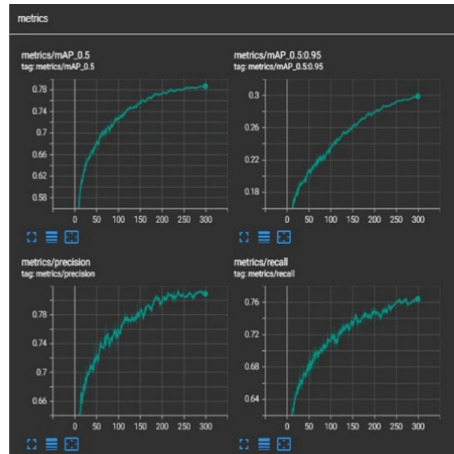 metrics
metrics/mAP_0.5
tag: metrics/mAP_0.5
0.78
0.74
0.7
0.66
0.62
0.58
0 50 100 150 200 250 300
metrics/mAP_0.5:0.95
tag: metrics/mAP_0.5:0.95
0.3
0.26
0.22
0.18
0 50 100 150 200 250 300
metrics/precision
tag: metrics/precision
0.78
0.74
0.7
0.66
0 50 100 150 200 250 300
metrics/recall
tag: metrics/recall
0.76
0.72
0.68
0.64
0 50 100 150 200 250 300